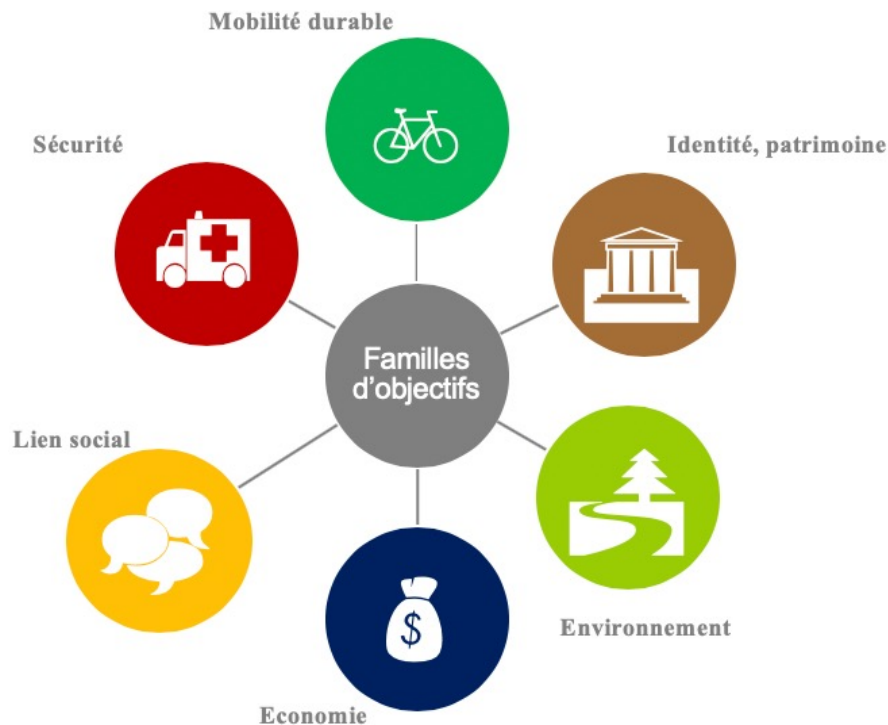 Mobilité durable
Sécurité
Identité, patrimoine
Familles
d'objectifs
Lien social
$
Environnement
Economie